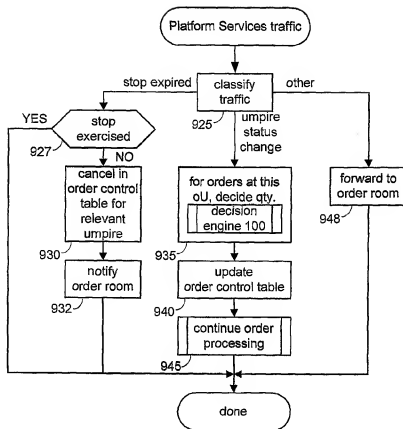 Platform Services traffic
stop expired
classify
traffic
other
925
YES
stop
exercised
927
NO
umpire
status
change
cancel in
order control
table for
relevant
umpire
930
for orders at this
oU, decide qty.
decision
engine 100
935
forward to
order room
948
notify
order room
932
update
order control table
940
continue order
processing
945
done